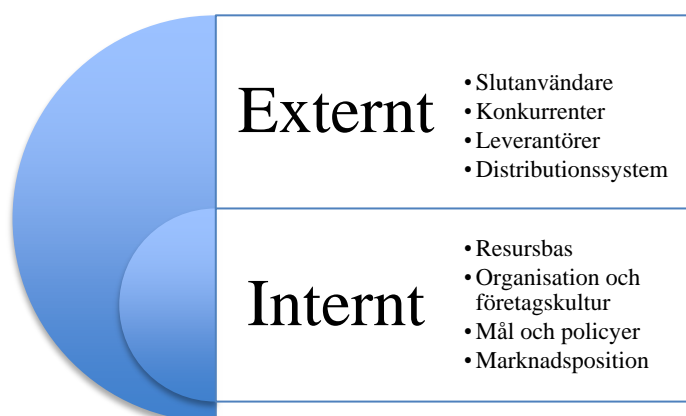 Externt
• Slutanvändare
• Konkurrenter
• Leverantörer
• Distributionssystem
Internt
• Resursbas
• Organisation och
företagskultur
• Mål och policyer
• Marknadsposition